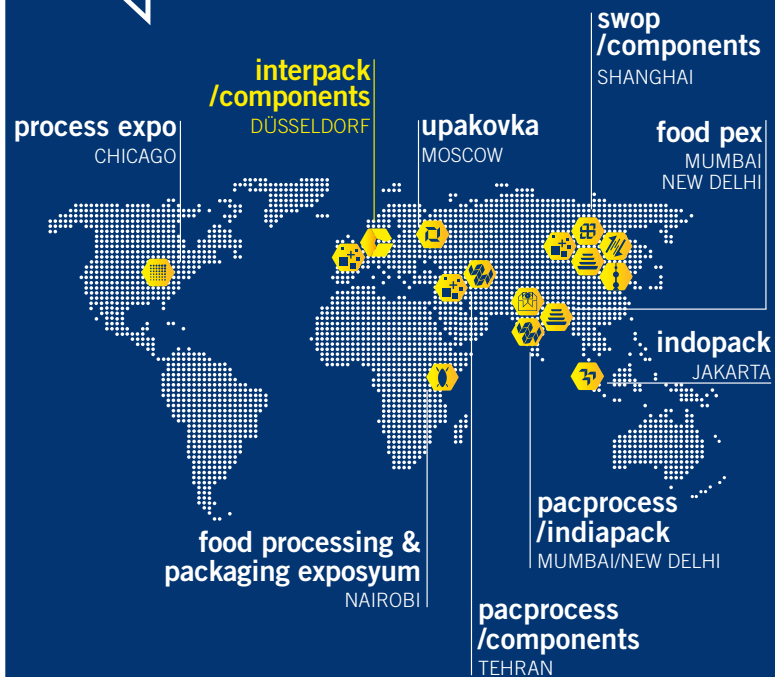 swop
/components
SHANGHAI
interpack
/components
DÜSSELDORF
process expo
CHICAGO
upakovka
MOSCOW
food pex
MUMBAI
NEW DELHI
indopack
JAKARTA
pacprocess
/indiapack
MUMBAI/NEW DELHI
food processing &
packaging exposyum
NAIROBI
pacprocess
/components
TEHRAN